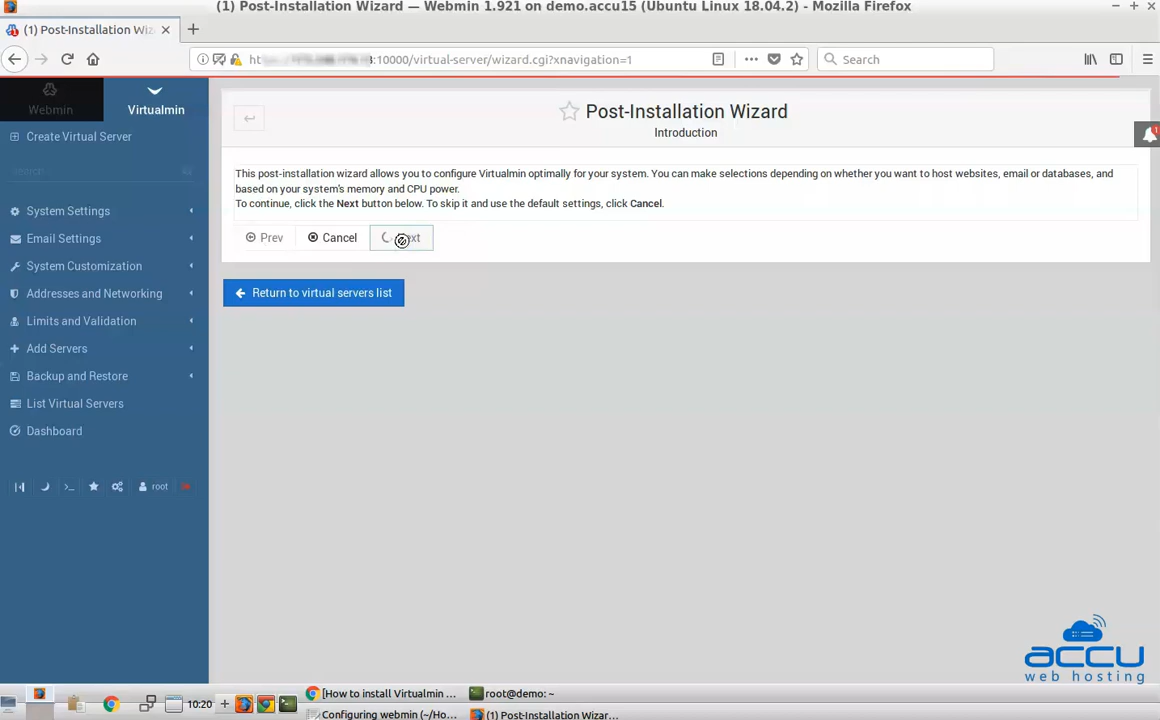 (1) Post-Installation Wizard — Webmin 1.921 on demo.accu15 (Ubuntu Linux 18.04.2) - Mozilla Firefox
(1) Post-Installation Wiz
:10000/virtual-server/wizard.cgi?xnavigation=1
Search
Webmin
Virtualmin
Create Virtual Server
Search
System Settings
Email Settings
System Customization
Addresses and Networking
Limits and Validation
Add Servers
Backup and Restore
List Virtual Servers
Dashboard
root
Post-Installation Wizard
Introduction
1
This post-installation wizard allows you to configure Virtualmin optimally for your system. You can make selections depending on whether you want to host websites, email or databases, and
based on your system's memory and CPU power.
To continue, click the Next button below. To skip it and use the default settings, click Cancel.
Prev
Cancel
Return to virtual servers list
accu
web hosting
10:20
[How to install Virtualmin ...
root@demo: ~
Configuring webmin (~/Ho...
(1) Post-Installation Wizar...